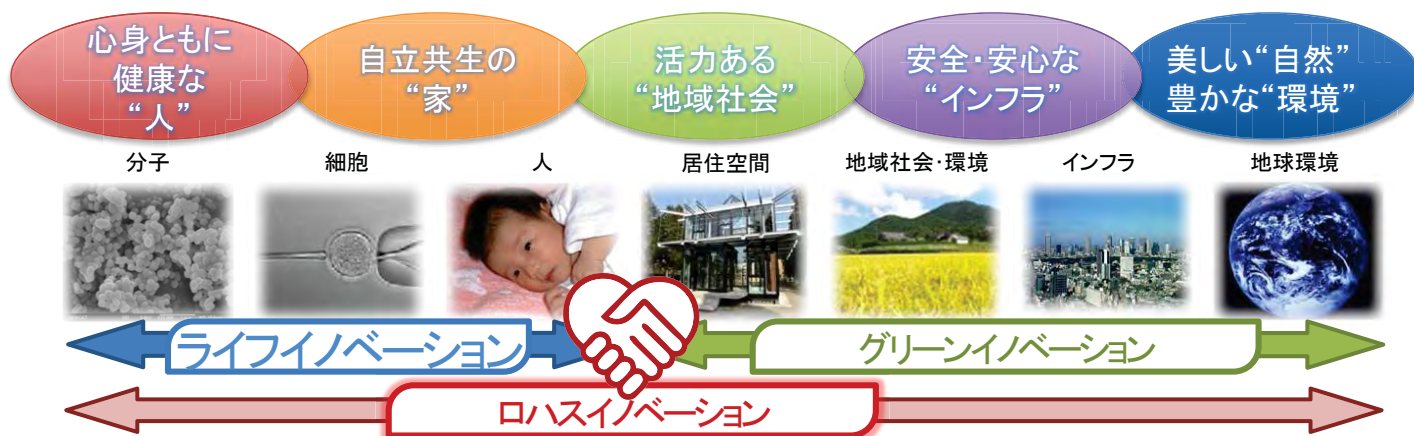 心身ともに
健康な
“人”
自立共生の
“家”
活力ある
“地域社会”
安全・安心な
“インフラ”
美しい“自然”
豊かな“環境”
分子
細胞
人
居住空間
地域社会・環境
インフラ
地球環境
ライフイノベーション
グリーンイノベーション
ロハスイノベーション